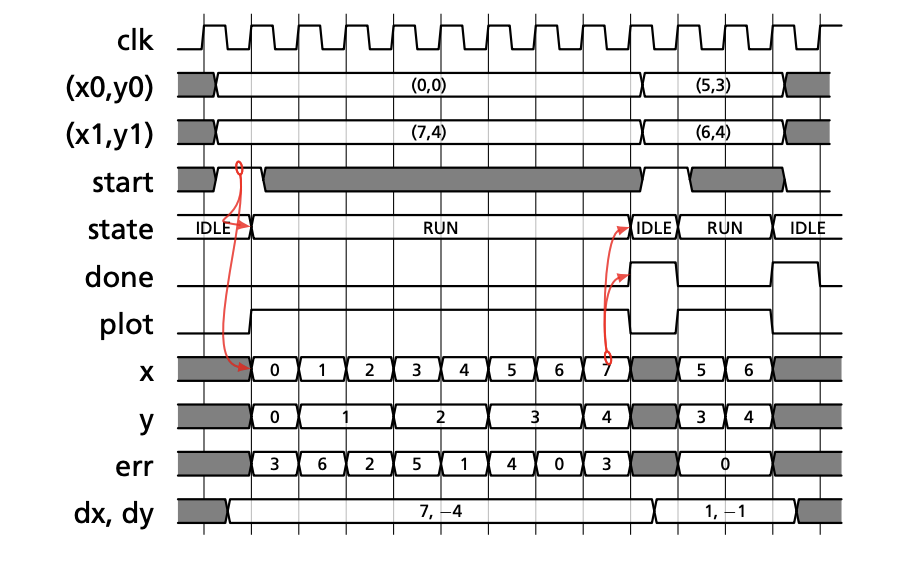 clk
(x0,y0) (0,0) (5,3)
(x1,y1) (7,4) (6,4)
start
state IDLE RUN IDLE RUN IDLE
done
plot
x 0 1 2 3 4 5 6 7 5 6
y 0 1 2 3 4 3 4
err 3 6 2 5 1 4 0 3 0
dx, dy 7, −4 1, −1